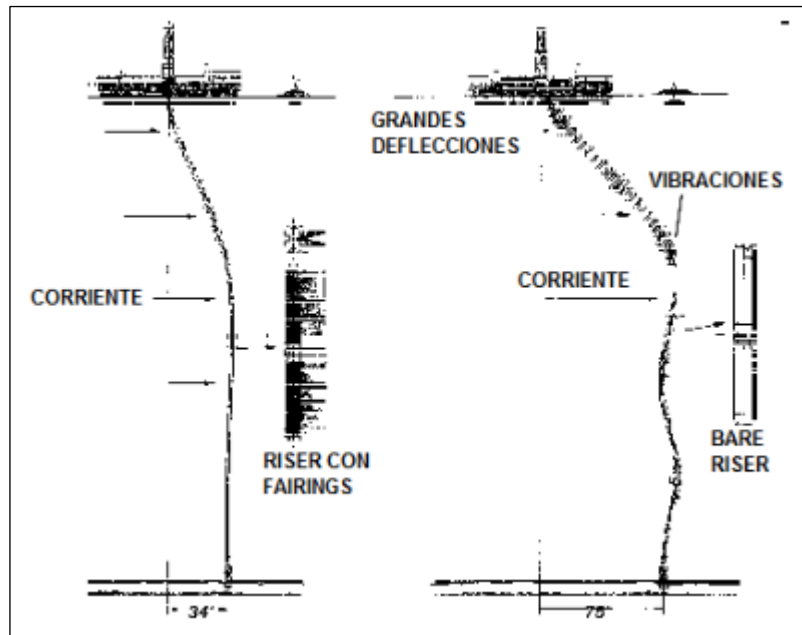 CORRIENTE
RISER CON
FAIRINGS
34'
GRANDES
DEFLECCIONES
VIBRACIONES
CORRIENTE
BARE
RISER
75'